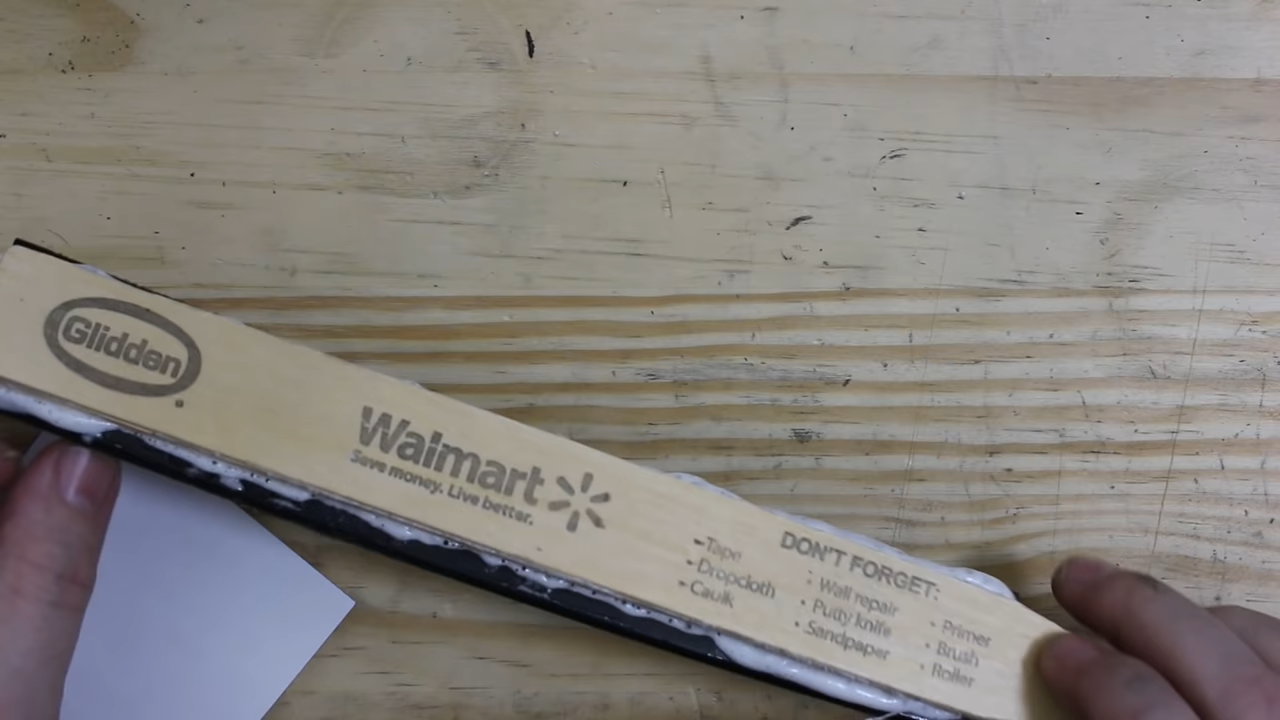 Glidden
Walmart
Save money. Live better.
DON'T FORGET:
-Tape
-Dropcloth
-Caulk
· Wall repair
· Putty knife
· Sandpaper
· Primer
· Brush
· Roller